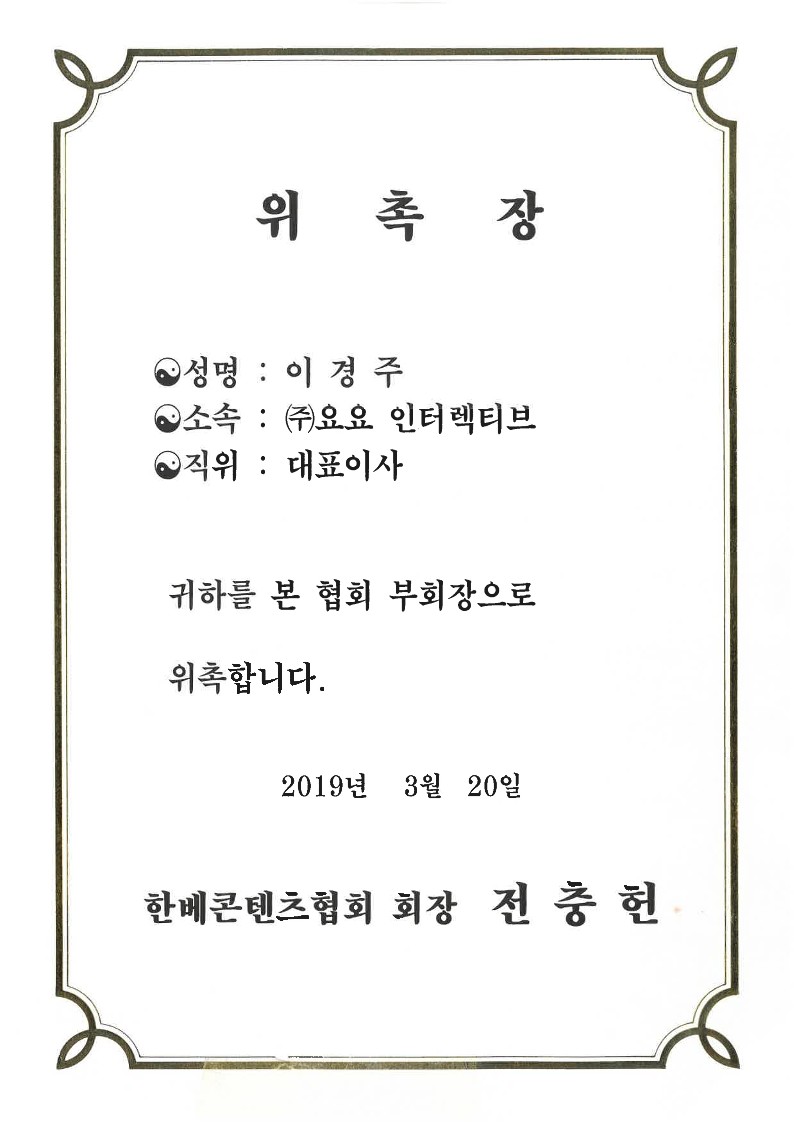 위 촉 장
☯성명 : 이 경 주
☯소속 : ㈜요요 인터렉티브
☯직위 : 대표이사
귀하를 본 협회 부회장으로
위촉합니다.
2019년 3월 20일
한베콘텐츠협회 회장 전 충 헌